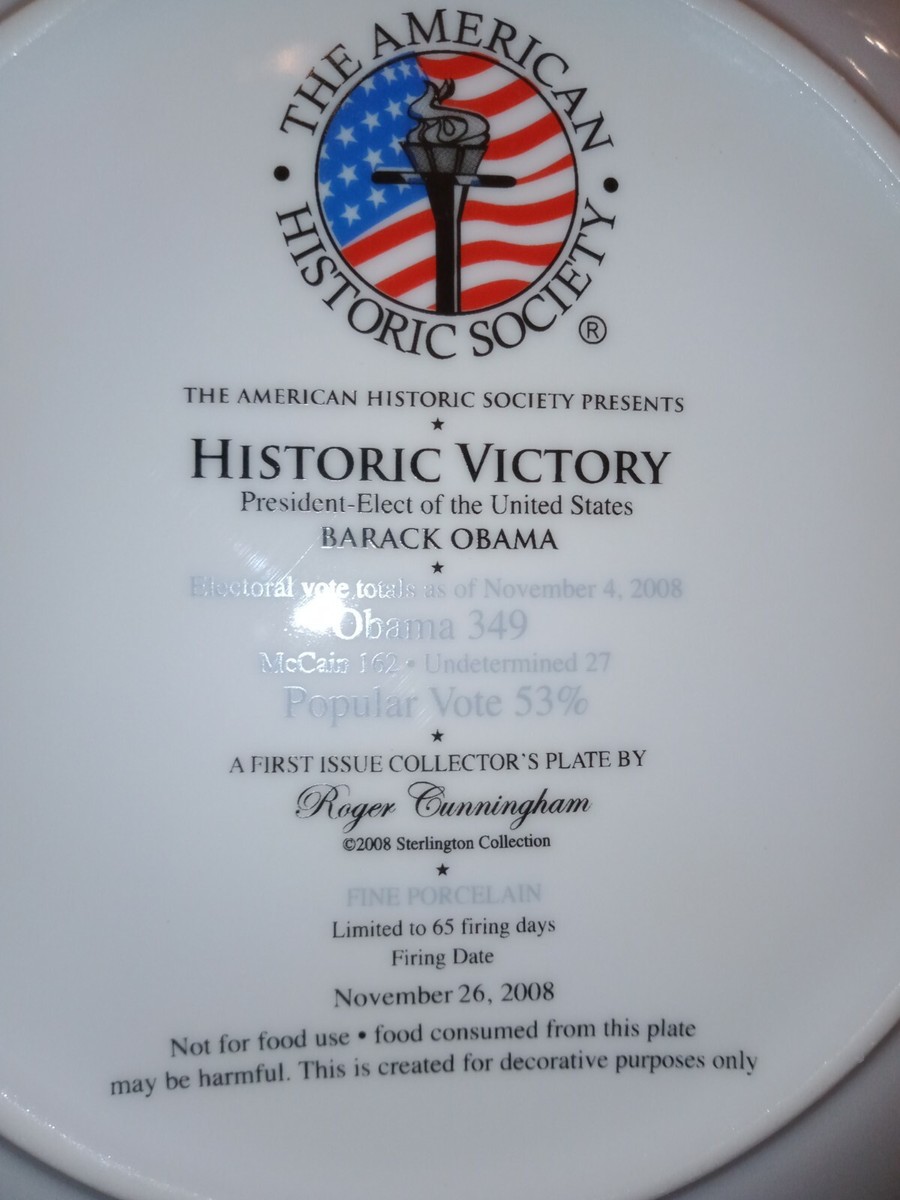 THE AMERICAN
HISTORIC SOCIETY ®
THE AMERICAN HISTORIC SOCIETY PRESENTS
HISTORIC VICTORY
President-Elect of the United States
BARACK OBAMA
Electoral vote totals as of November 4, 2008
Obama 349
McCain 162 • Undetermined 27
Popular Vote 53%
A FIRST ISSUE COLLECTOR'S PLATE BY
Roger Cunningham
©2008 Sterlington Collection
FINE PORCELAIN
Limited to 65 firing days
Firing Date
November 26, 2008
Not for food use • food consumed from this plate
may be harmful. This is created for decorative purposes only